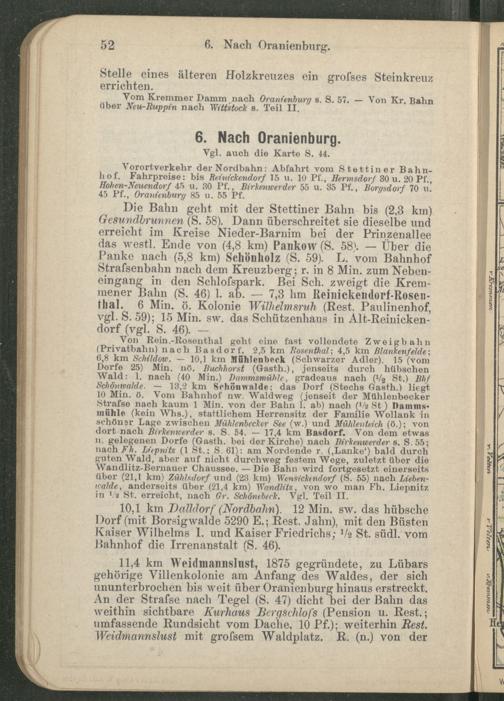 52
6. Nach Oranienburg.
Stelle eines älteren Holzkreuzes ein großes Steinkreuz
errichten.
Vom Kremmer Damm nach Oranienburg s. S. 57. — Von Kr. Bahn
über Neu-Ruppin nach Wittstock s. Teil II.
6. Nach Oranienburg.
Vgl. auch die Karte S. 44.
Vorortverkehr der Nordbahn: Abfahrt vom Stettiner Bahn-
hof. Fahrpreise: bis Reinickendorf 15 u. 10 Pf., Hermsdorf 30 u. 20 Pf.,
Hohen-Neuendorf 45 u. 30 Pf., Birkenwerder 55 u. 35 Pf., Borgsdorf 70 u.
45 Pf., Oranienburg 85 u. 55 Pf.
Die Bahn geht mit der Stettiner Bahn bis (2,3 km)
Gesundbrunnen (S. 58). Dann überschreitet sie dieselbe und
erreicht im Kreise Nieder-Barnim bei der Prinzenallee
das westl. Ende von (4,8 km) Pankow (S. 58). — Über die
Panke nach (5,8 km) Schönholz (S. 59). L. vom Bahnhof
Straßenbahn nach dem Kreuzberg; r. in 8 Min. zum Neben-
eingang in den Schloßpark. Bei Sch. zweigt die Krem-
mener Bahn (S. 46) l. ab. — 7,3 hm Reinickendorf-Rosen-
thal. 6 Min. ö. Kolonie Wilhelmsruh (Rest. Paulinenhof,
vgl. S. 59); 15 Min. sw. das Schützenhaus in Alt-Reinicken-
dorf (vgl. S. 46). —
Von Rein.-Rosenthal geht eine fast vollendete Zweigbahn
(Privatbahn) nach Basdorf. 2,5 km Rosenthal; 4,5 km Blankenfelde;
6,8 km Schildow. — 10,1 km Mühlenbeck (Schwarzer Adler). 15 (vom
Dorfe 25) Min. nö. Buchhorst (Gasth.), jenseits durch hübschen
Wald: l. nach (40 Min.) Dammsmühle, gradeaus nach (½ St.) Bhf
Schönwalde. — 13,2 km Schönwalde; das Dorf (Stechs Gasth.) liegt
10 Min. ö. Vom Bahnhof nw. Waldweg (jenseit der Mühlenbecker
Straße nach kaum 1 Min. von der Bahn l. ab) nach (½ St.) Damms-
mühle (kein Whs.), stattlichem Herrensitz der Familie Wollank in
schöner Lage zwischen Mühlenbecker See (w.) und Mühlenteich (ö.); von
dort nach Birkenwerder s. S. 54. — 17,4 km Basdorf. Von dem etwas
n. gelegenen Dorfe (Gasth. bei der Kirche) nach Birkenwerder s. S. 55;
nach Fh. Liepnitz (1 St.; S. 61): am Nordende r. (‚Lanke‘) bald durch
guten Wald, aber auf nicht durchweg festem Wege, zuletzt über die
Wandlitz-Bernauer Chaussee. — Die Bahn wird fortgesetzt einerseits
über (21,1 km) Zühlsdorf und (23 km) Wensickendorf (S. 55) nach Lieben-
walde, anderseits über (21,4 km) Wandlitz, von wo man Fh. Liepnitz
in ½ St. erreicht, nach Gr. Schönebeck. Vgl. Teil II.
10,1 km Dalldorf (Nordbahn). 12 Min. sw. das hübsche
Dorf (mit Borsigwalde 5290 E.; Rest. Jahn), mit den Büsten
Kaiser Wilhelms I. und Kaiser Friedrichs; ½ St. südl. vom
Bahnhof die Irrenanstalt (S. 46).
11,4 km Weidmannslust, 1875 gegründete, zu Lübars
gehörige Villenkolonie am Anfang des Waldes, der sich
ununterbrochen bis weit über Oranienburg hinaus erstreckt.
An der Straße nach Tegel (S. 47) dicht bei der Bahn das
weithin sichtbare Kurhaus Bergschloß (Pension u. Rest.;
umfassende Rundsicht vom Dache, 10 Pf.); weiterhin Rest.
Weidmannslust mit großem Waldplatz. R. (n.) von der